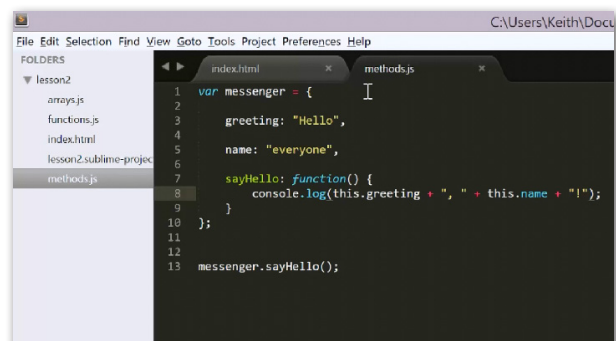 C:\Users\Keith\Docu
File Edit Selection Find View Goto Tools Project Preferences Help
FOLDERS
lesson2
arrays.js
functions.js
index.html
lesson2.sublime-projec
methods.js
index.html × methods.js ×
1 var messenger = {
2
3 greeting: "Hello",
4
5 name: "everyone",
6
7 sayHello: function() {
8 console.log(this.greeting + ", " + this.name + "!");
9 }
10 };
11
12
13 messenger.sayHello();